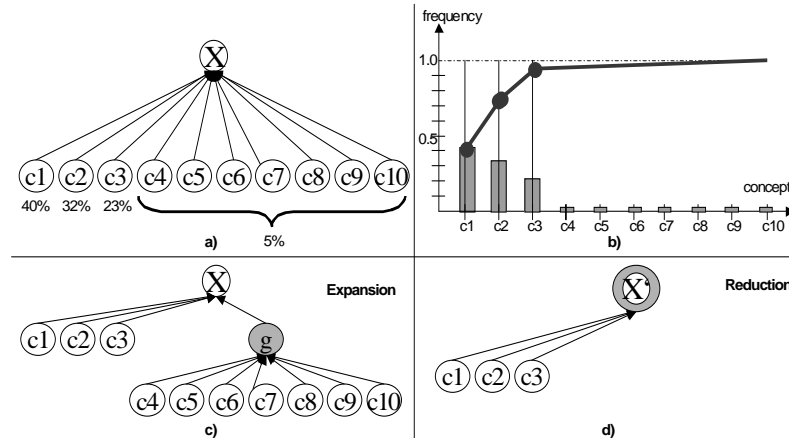 X
c1 c2 c3 c4 c5 c6 c7 c8 c9 c10
40% 32% 23%
5%
a)
frequency
1.0
0.5
concept
c1 c2 c3 c4 c5 c6 c7 c8 c9 c10
b)
X
Expansion
c1 c2 c3
g
c4 c5 c6 c7 c8 c9 c10
c)
X‘
Reduction
c1 c2 c3
d)